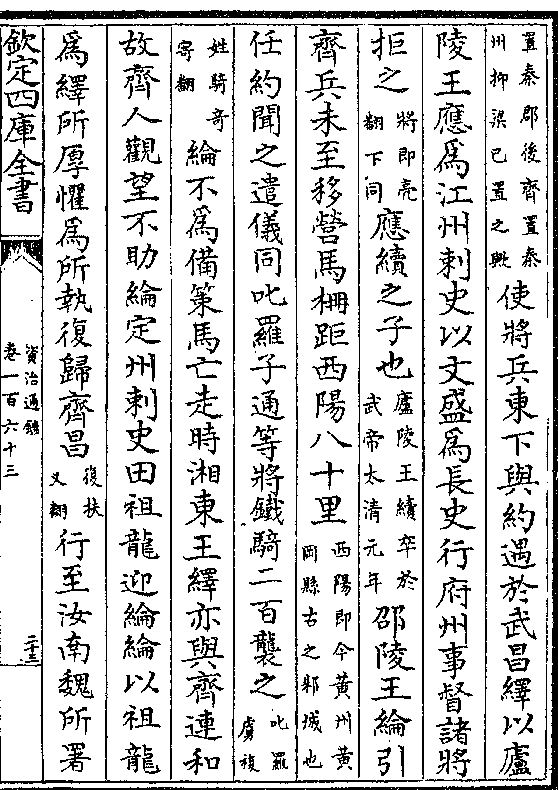 置秦郡後齊置秦
州抑梁已置之歟
使將兵東下與約遇於武昌繹以廬
陵王應爲江州刺史以文盛爲長史行府州事督諸將
拒之
將即亮
翻下同
應續之子也
廬陵王續卒於
武帝太清元年
邵陵王綸引
齊兵未至移營馬柵距西陽八十里
西陽即今黄州黄
岡縣古之邾城也
任約聞之遣儀同叱羅子通等將鐵騎二百襲之
叱羅
虜複
姓騎奇
寄翻
綸不爲備策馬亡走時湘東王繹亦與齊連和
故齊人觀望不助綸定州刺史田祖龍迎綸綸以祖龍
爲繹所厚懼爲所執復歸齊昌
復扶
又翻
行至汝南魏所署
欽定四庫全書
資治通鑑
卷一百六十三
二十三